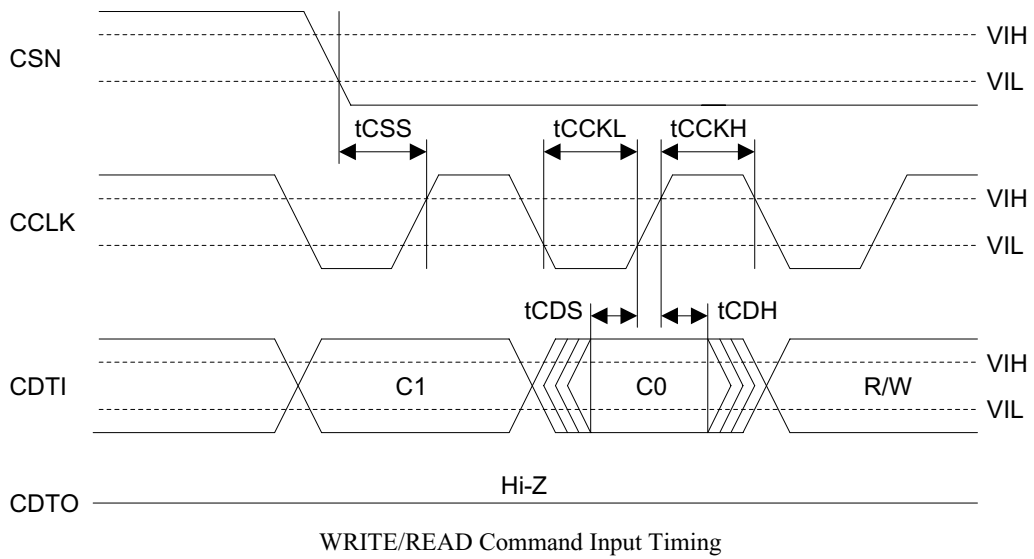 CSN
VIH
VIL
tCSS
tCCKL
tCCKH
CCLK
VIH
VIL
tCDS
tCDH
CDTI
C1
C0
R/W
VIH
VIL
CDTO
Hi-Z
WRITE/READ Command Input Timing